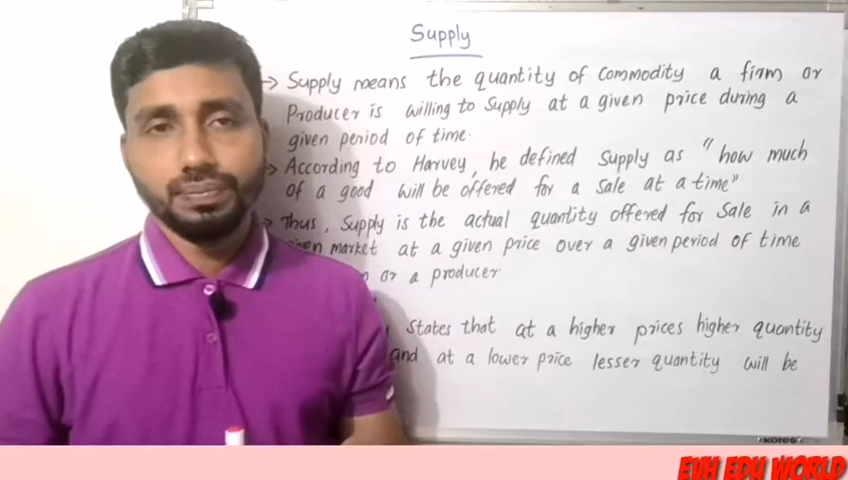 Supply
→ Supply means the quantity of commodity a firm or
Producer is willing to Supply at a given price during a
given period of time.
→ According to Harvey, he defined Supply as "how much
of a good will be offered for a sale at a time"
Thus, Supply is the actual quantity offered for sale in a
market at a given price over a given period of time
or a producer
States that at a higher prices higher quantity
and at a lower price lesser quantity will be
KORES
EVH EDU WORLD